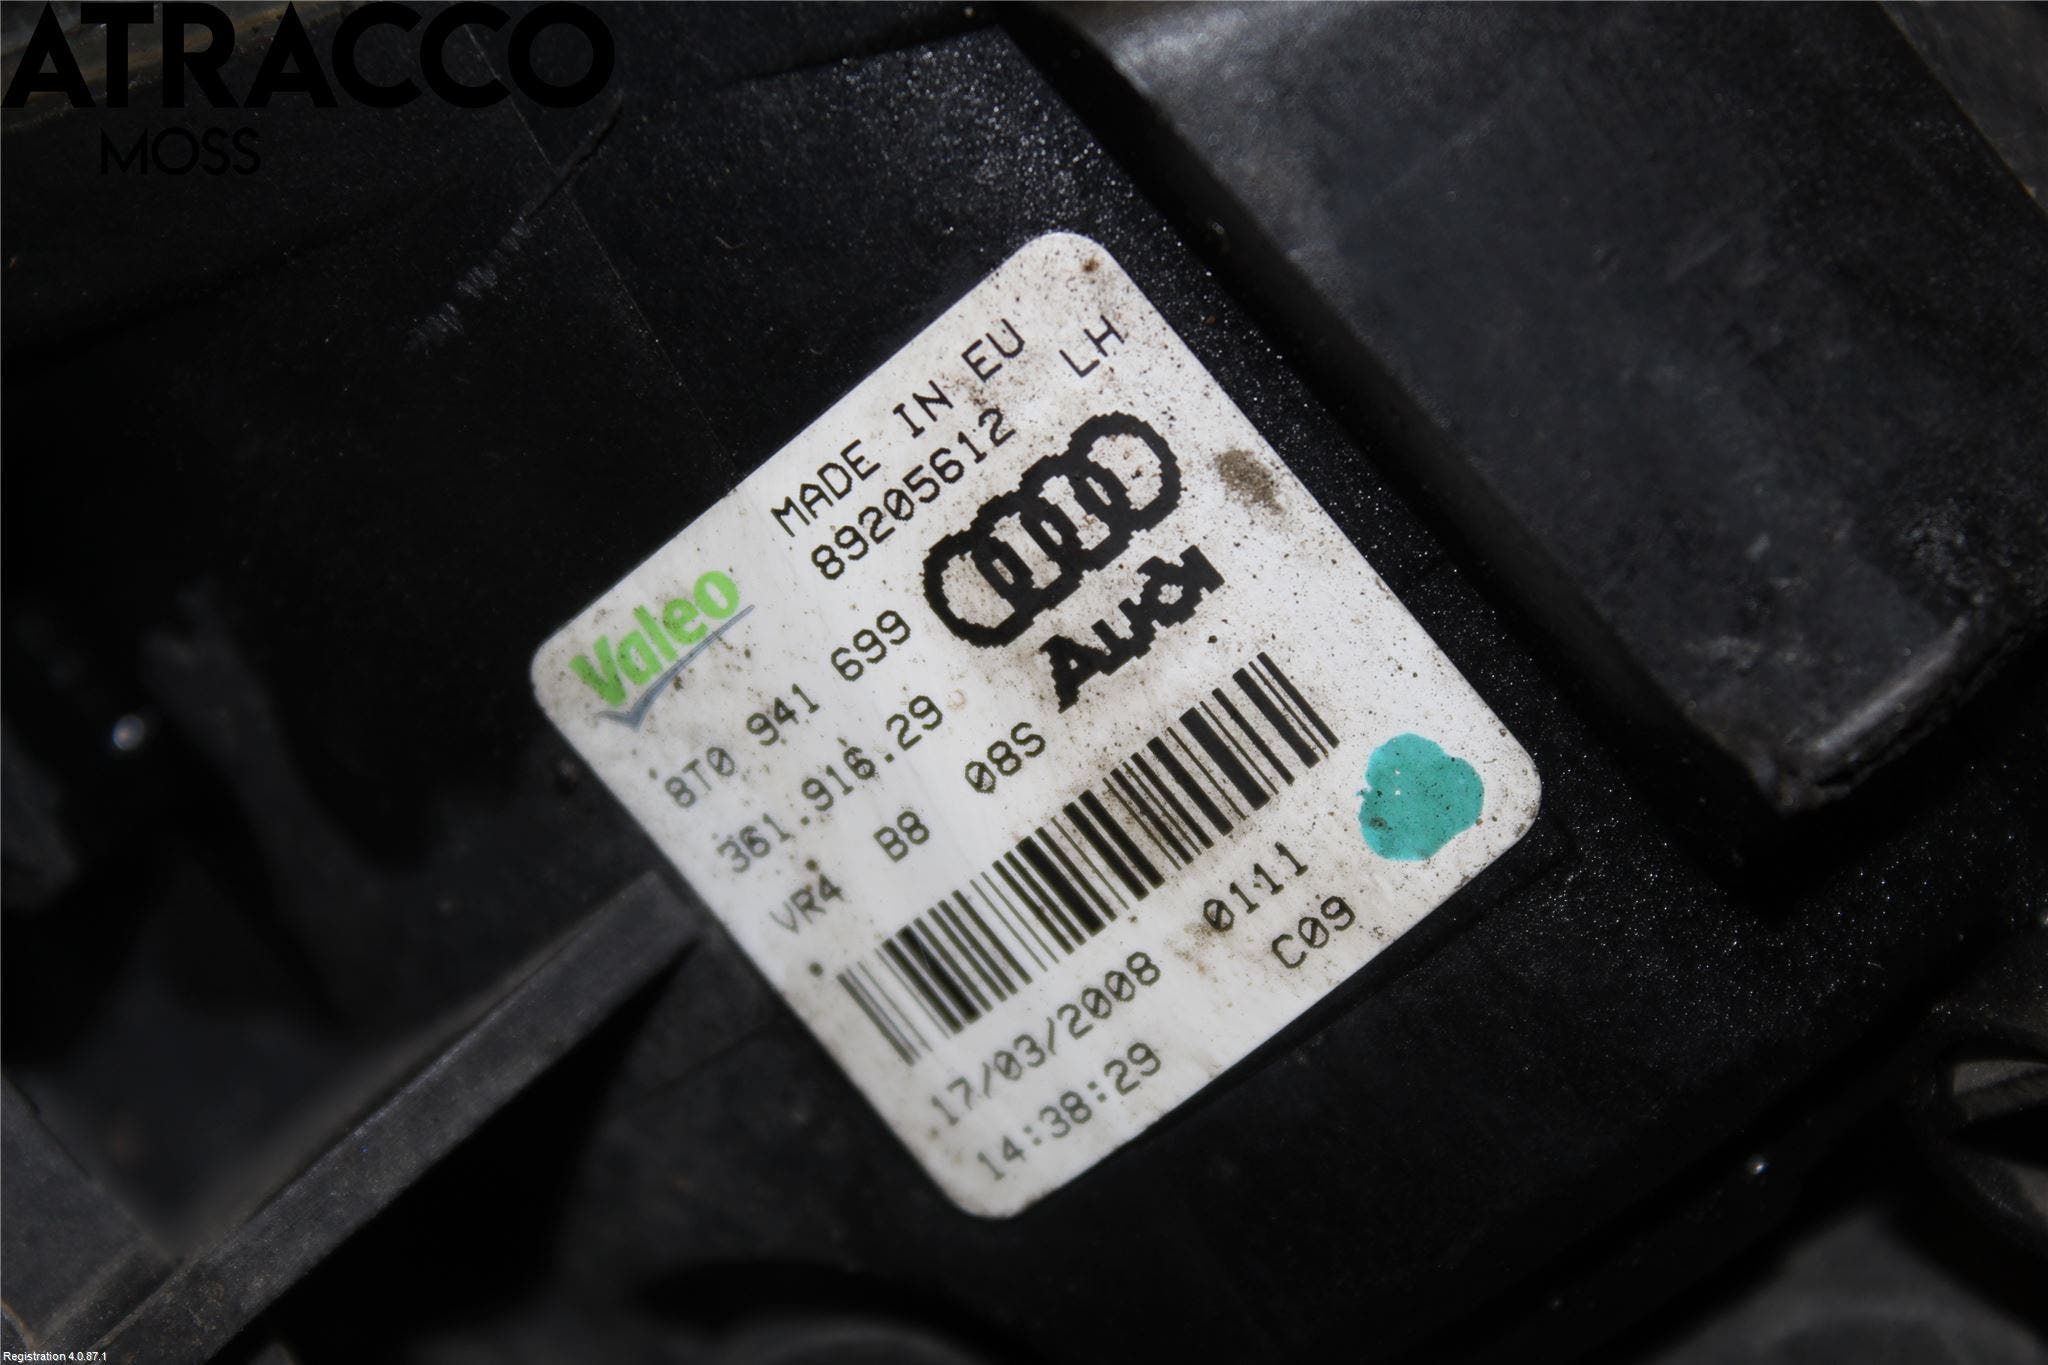 ATRACCO
MOSS
MADE IN EU
89205612 LH
Valeo
Audi
8T0 941 699
361.916.29
VR4 B8 08S
17/03/2008 0111
14:38:29 C09
Registration 4.0.87.1